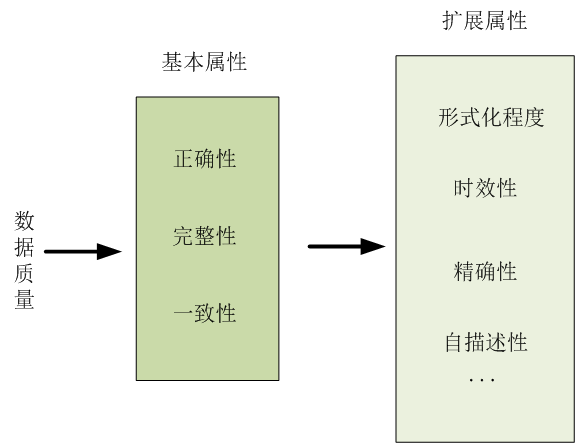 数据质量
基本属性
正确性
完整性
一致性
扩展属性
形式化程度
时效性
精确性
自描述性
...